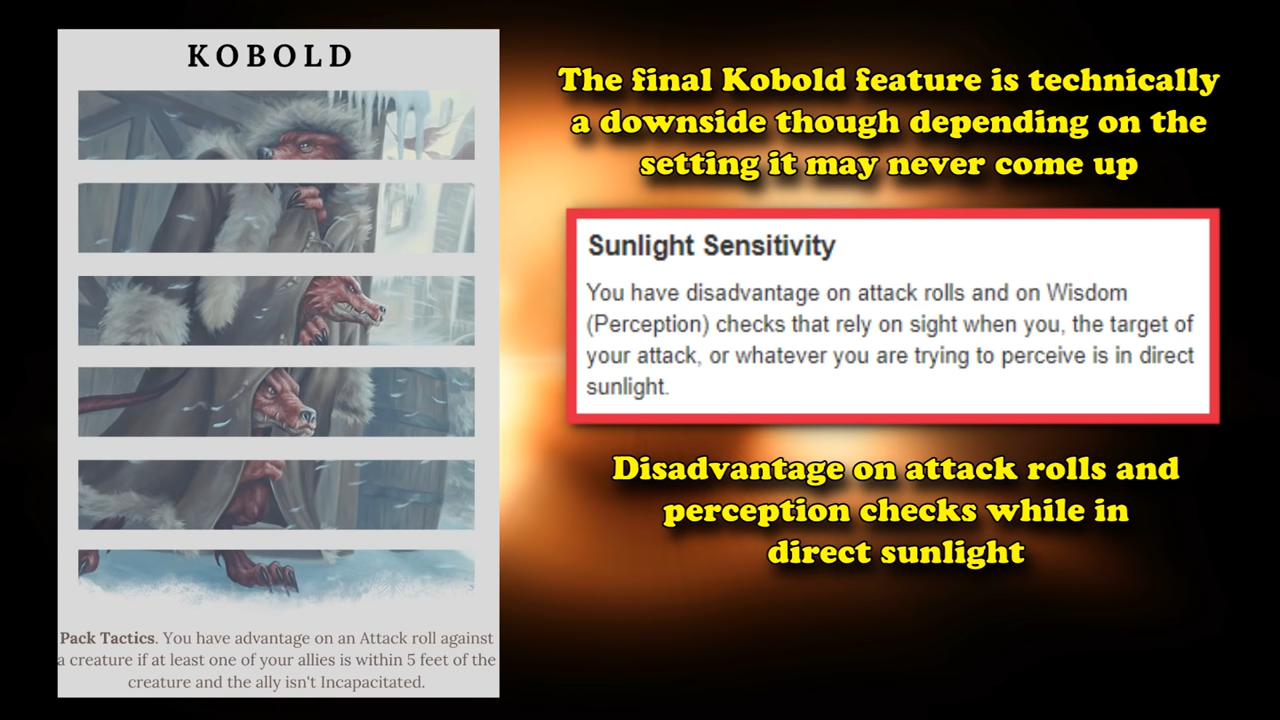 KOBOLD
Pack Tactics. You have advantage on an Attack roll against
a creature if at least one of your allies is within 5 feet of the
creature and the ally isn't Incapacitated.
The final Kobold feature is technically
a downside though depending on the
setting it may never come up
Sunlight Sensitivity
You have disadvantage on attack rolls and on Wisdom
(Perception) checks that rely on sight when you, the target of
your attack, or whatever you are trying to perceive is in direct
sunlight.
Disadvantage on attack rolls and
perception checks while in
direct sunlight